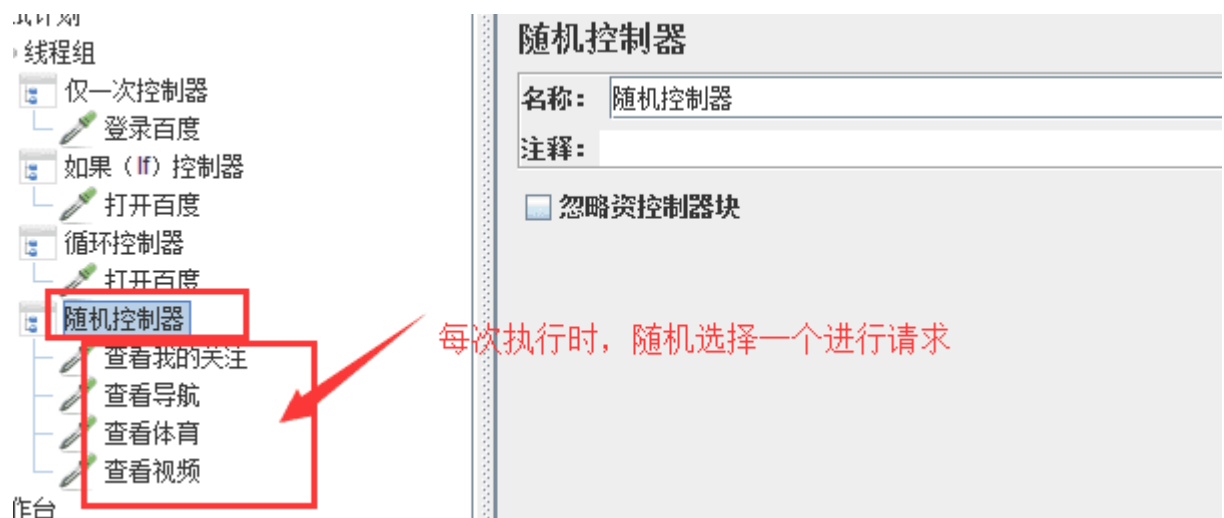 试计划
线程组
仅一次控制器
登录百度
如果（If）控制器
打开百度
循环控制器
打开百度
随机控制器
查看我的关注
查看导航
查看体育
查看视频
作台
随机控制器
名称： 随机控制器
注释：
忽略资控制器块
每次执行时，随机选择一个进行请求